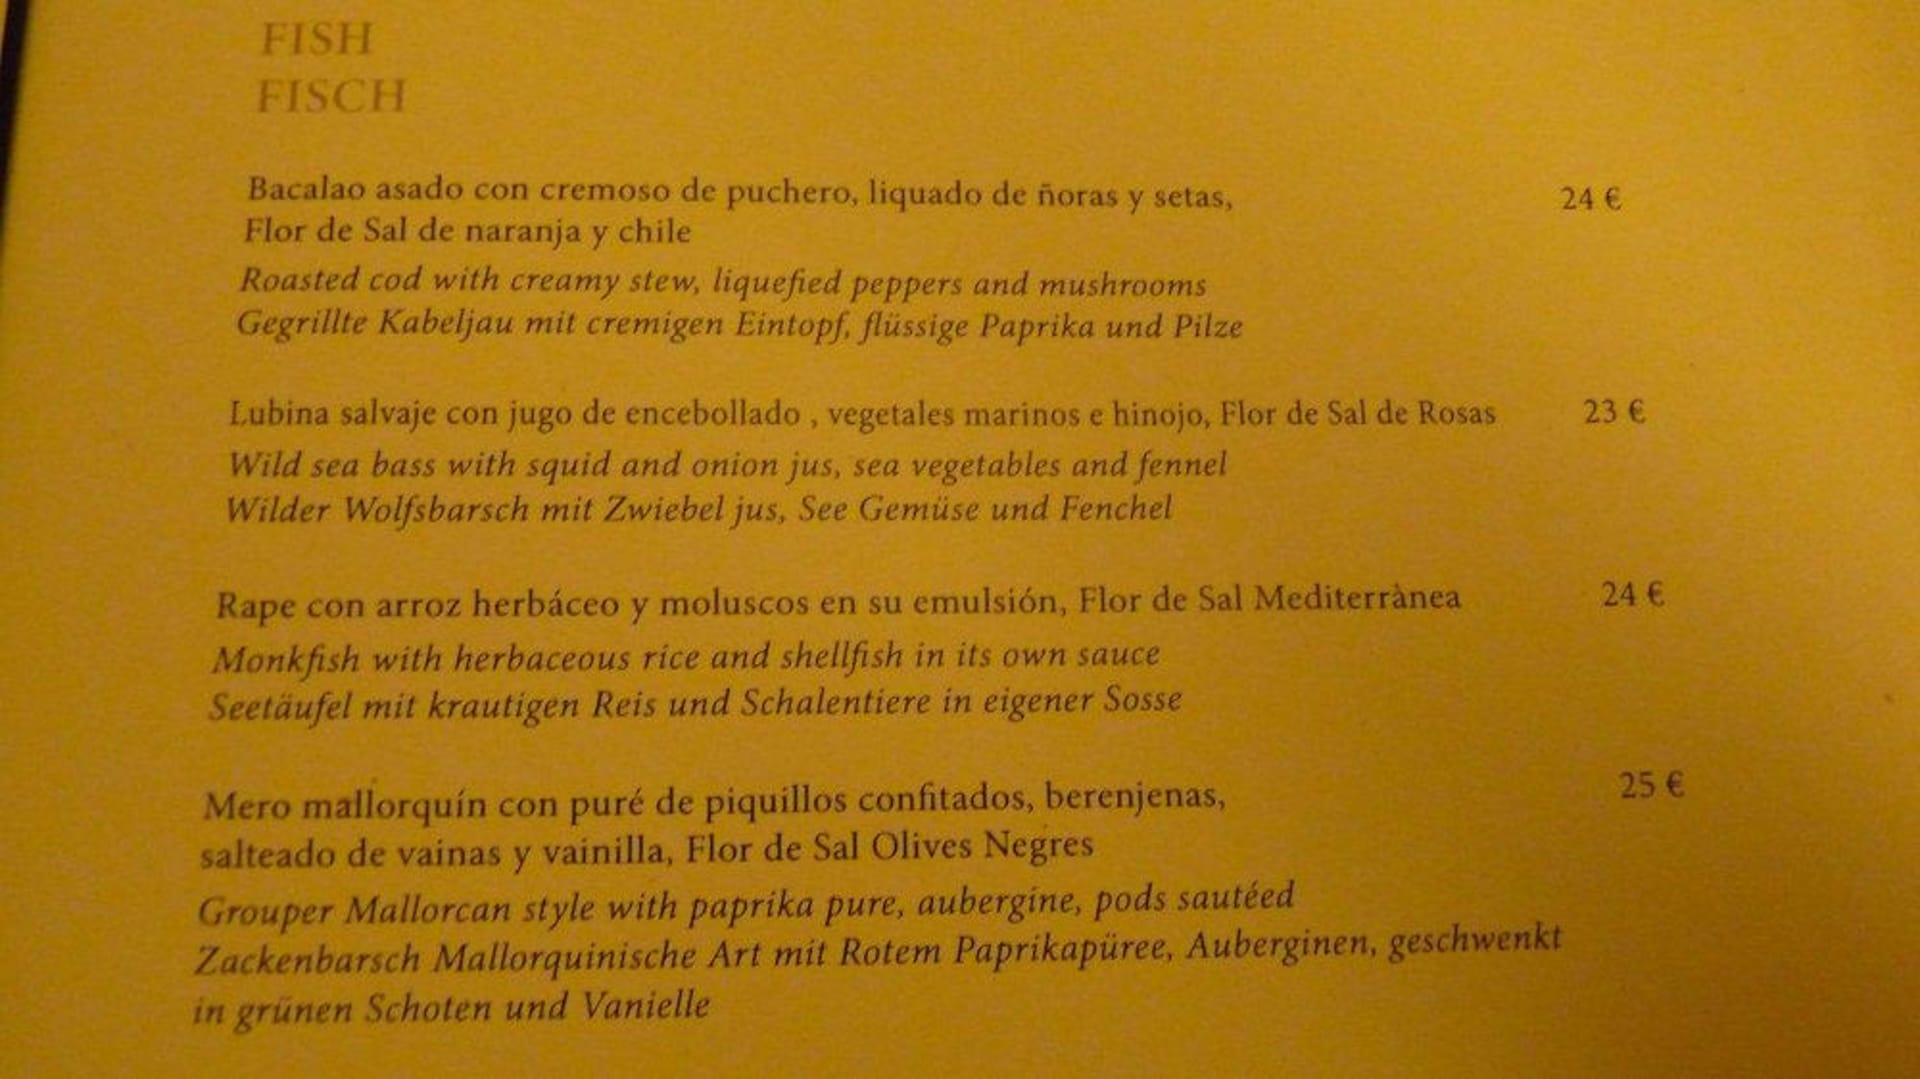 FISH
FISCH
Bacalao asado con cremoso de puchero, liquado de ñoras y setas,
24 €
Flor de Sal de naranja y chile
Roasted cod with creamy stew, liquefied peppers and mushrooms
Gegrillte Kabeljau mit cremigen Eintopf, flüssige Paprika und Pilze
Lubina salvaje con jugo de encebollado , vegetales marinos e hinojo, Flor de Sal de Rosas
23 €
Wild sea bass with squid and onion jus, sea vegetables and fennel
Wilder Wolfsbarsch mit Zwiebel jus, See Gemüse und Fenchel
Rape con arroz herbáceo y moluscos en su emulsión, Flor de Sal Mediterrànea
24 €
Monkfish with herbaceous rice and shellfish in its own sauce
Seetäufel mit krautigen Reis und Schalentiere in eigener Sosse
Mero mallorquín con puré de piquillos confitados, berenjenas,
25 €
salteado de vainas y vainilla, Flor de Sal Olives Negres
Grouper Mallorcan style with paprika pure, aubergine, pods sautéed
Zackenbarsch Mallorquinische Art mit Rotem Paprikapüree, Auberginen, geschwenkt
in grünen Schoten und Vanielle